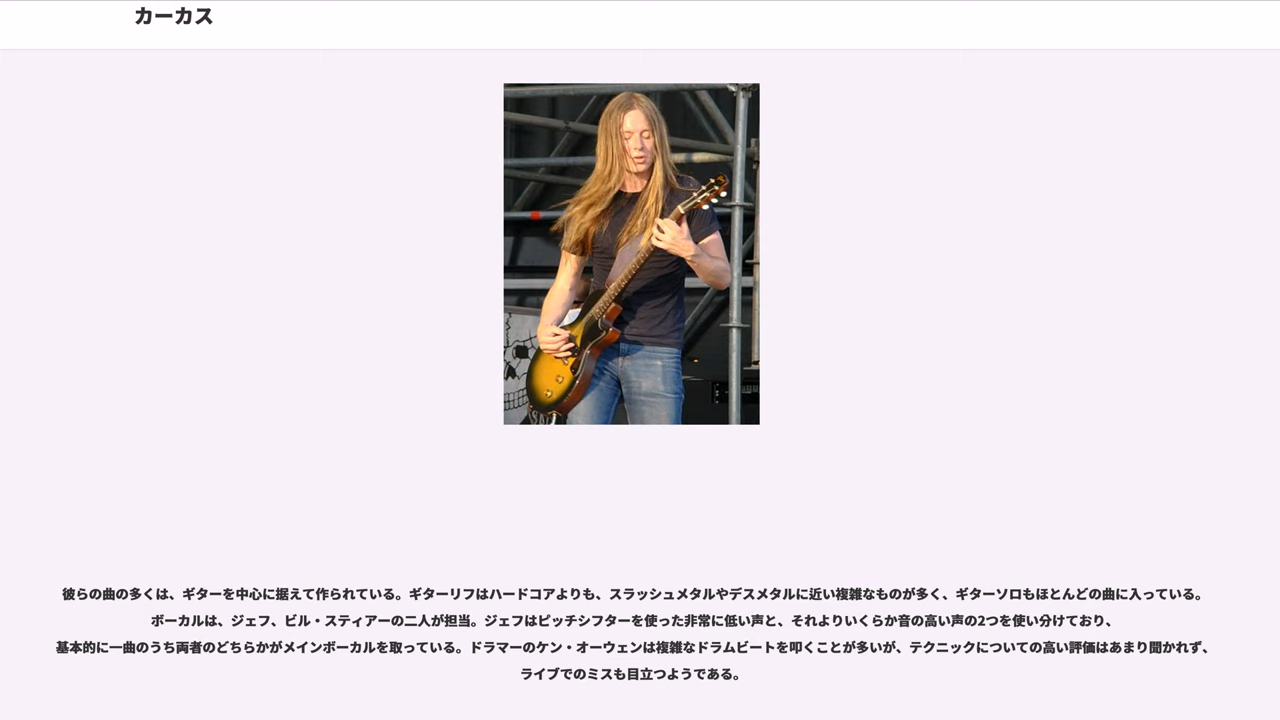 カーカス
彼らの曲の多くは、ギターを中心に据えて作られている。ギターリフはハードコアよりも、スラッシュメタルやデスメタルに近い複雑なものが多く、ギターソロもほとんどの曲に入っている。
ボーカルは、ジェフ、ビル・スティアーの二人が担当。ジェフはピッチシフターを使った非常に低い声と、それよりいくらか音の高い声の2つを使い分けており、
基本的に一曲のうち両者のどちらかがメインボーカルを取っている。ドラマーのケン・オーウェンは複雑なドラムビートを叩くことが多いが、テクニックについての高い評価はあまり聞かれず、
ライブでのミスも目立つようである。